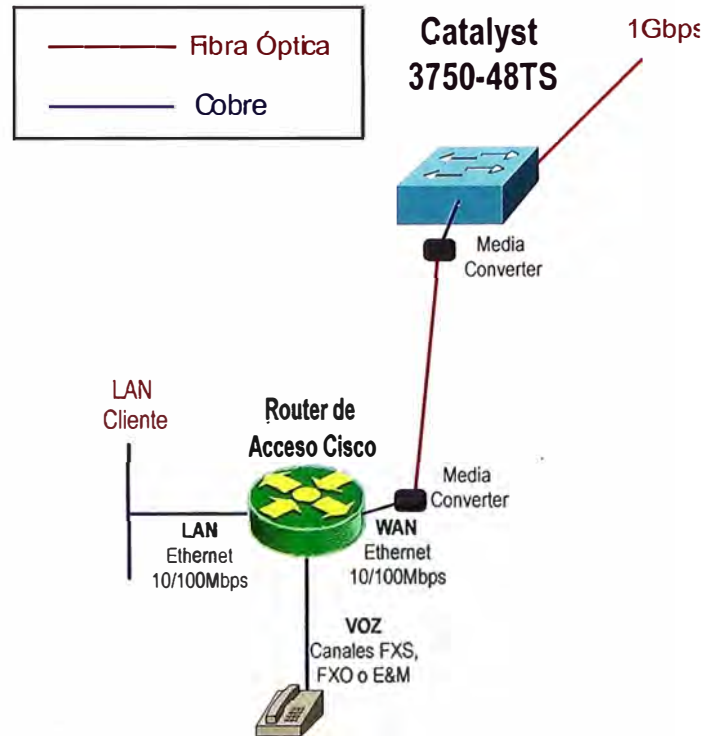 Fibra Óptica
Cobre
Catalyst
3750-48TS
1Gbps
Media
Converter
LAN
Cliente
Router de
Acceso Cisco
Media
Converter
LAN
Ethernet
10/100Mbps
WAN
Ethernet
10/100Mbps
VOZ
Canales FXS,
FXO o E&M